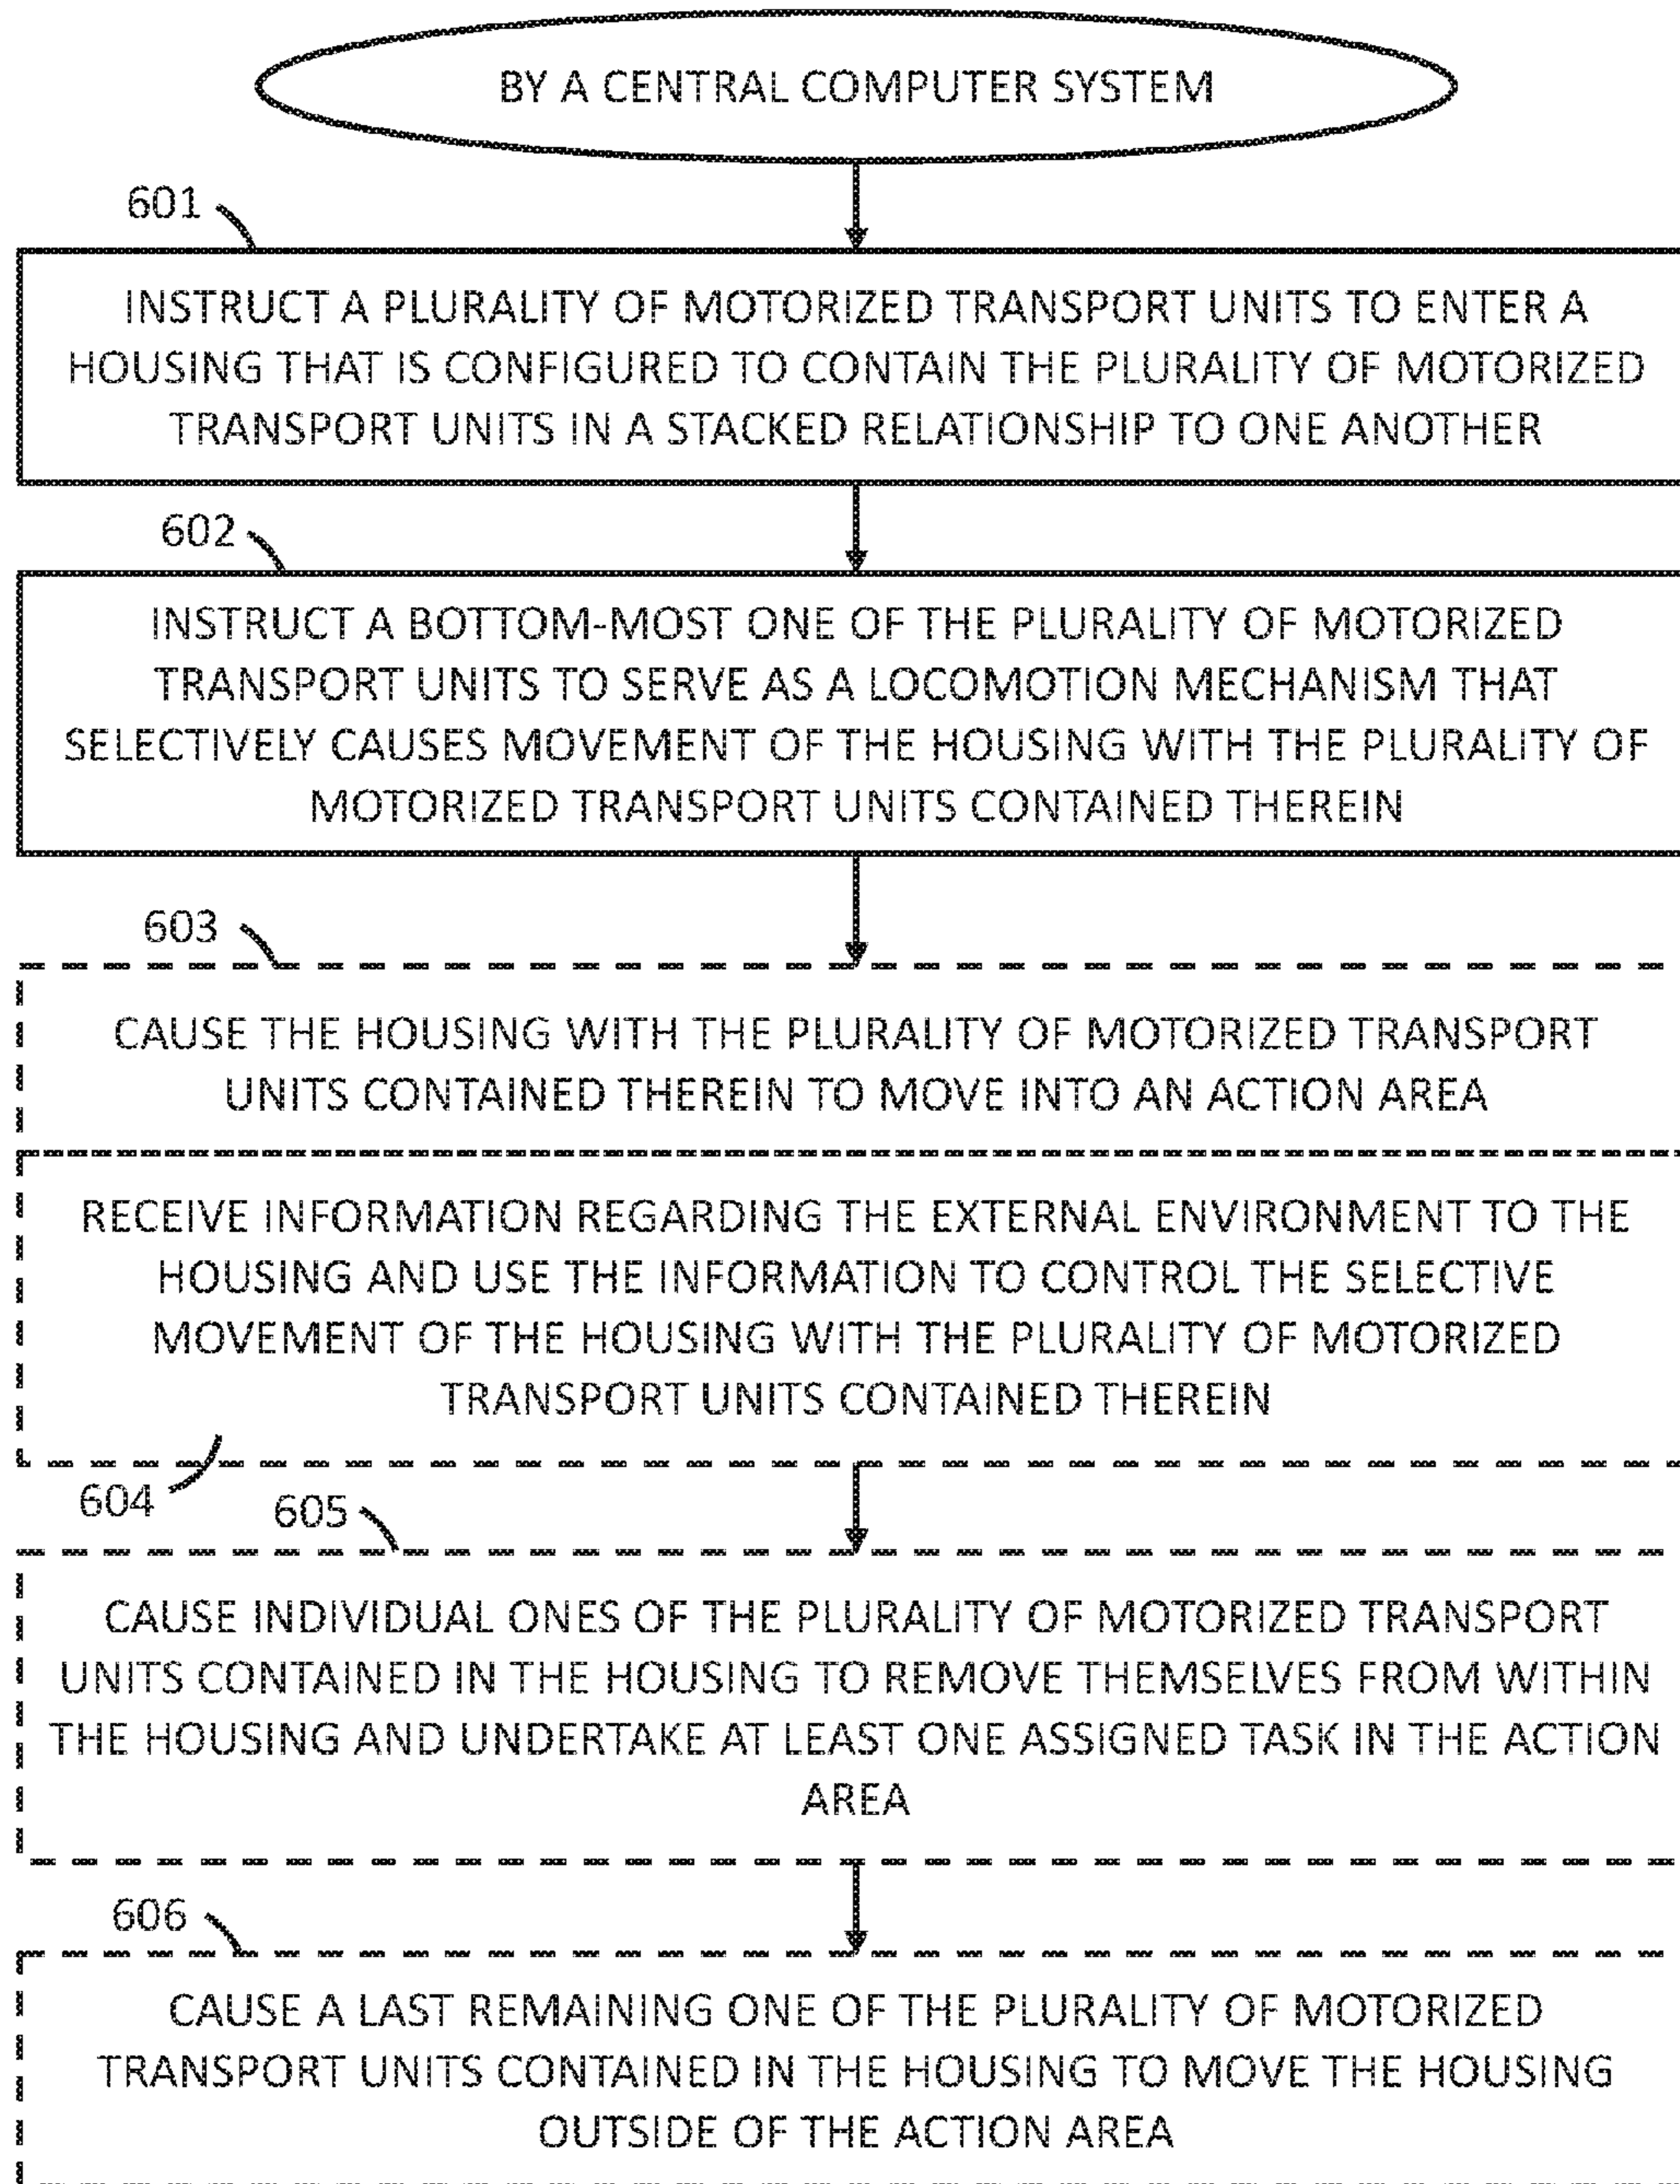 BY A CENTRAL COMPUTER SYSTEM
601
INSTRUCT A PLURALITY OF MOTORIZED TRANSPORT UNITS TO ENTER A
HOUSING THAT IS CONFIGURED TO CONTAIN THE PLURALITY OF MOTORIZED
TRANSPORT UNITS IN A STACKED RELATIONSHIP TO ONE ANOTHER
602
INSTRUCT A BOTTOM-MOST ONE OF THE PLURALITY OF MOTORIZED
TRANSPORT UNITS TO SERVE AS A LOCOMOTION MECHANISM THAT
SELECTIVELY CAUSES MOVEMENT OF THE HOUSING WITH THE PLURALITY OF
MOTORIZED TRANSPORT UNITS CONTAINED THEREIN
603
CAUSE THE HOUSING WITH THE PLURALITY OF MOTORIZED TRANSPORT
UNITS CONTAINED THEREIN TO MOVE INTO AN ACTION AREA
RECEIVE INFORMATION REGARDING THE EXTERNAL ENVIRONMENT TO THE
HOUSING AND USE THE INFORMATION TO CONTROL THE SELECTIVE
MOVEMENT OF THE HOUSING WITH THE PLURALITY OF MOTORIZED
TRANSPORT UNITS CONTAINED THEREIN
604
605
CAUSE INDIVIDUAL ONES OF THE PLURALITY OF MOTORIZED TRANSPORT
UNITS CONTAINED IN THE HOUSING TO REMOVE THEMSELVES FROM WITHIN
THE HOUSING AND UNDERTAKE AT LEAST ONE ASSIGNED TASK IN THE ACTION
AREA
606
CAUSE A LAST REMAINING ONE OF THE PLURALITY OF MOTORIZED
TRANSPORT UNITS CONTAINED IN THE HOUSING TO MOVE THE HOUSING
OUTSIDE OF THE ACTION AREA